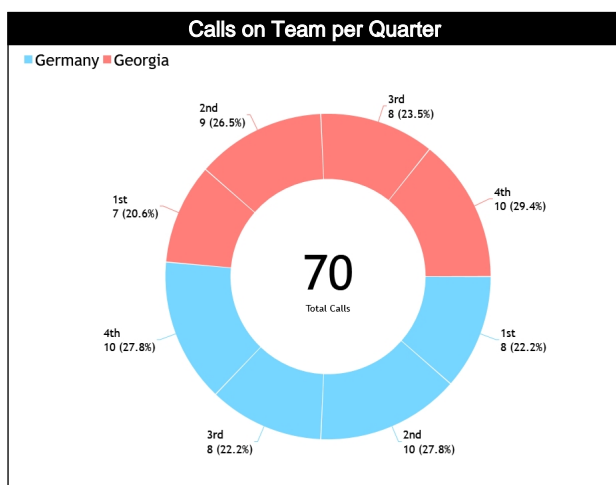 Calls on Team per Quarter
Germany Georgia
3rd
8 (23.5%)
2nd
9 (26.5%)
4th
10 (29.4%)
1st
7 (20.6%)
70
Total Calls
4th
10 (27.8%)
1st
8 (22.2%)
3rd
8 (22.2%)
2nd
10 (27.8%)